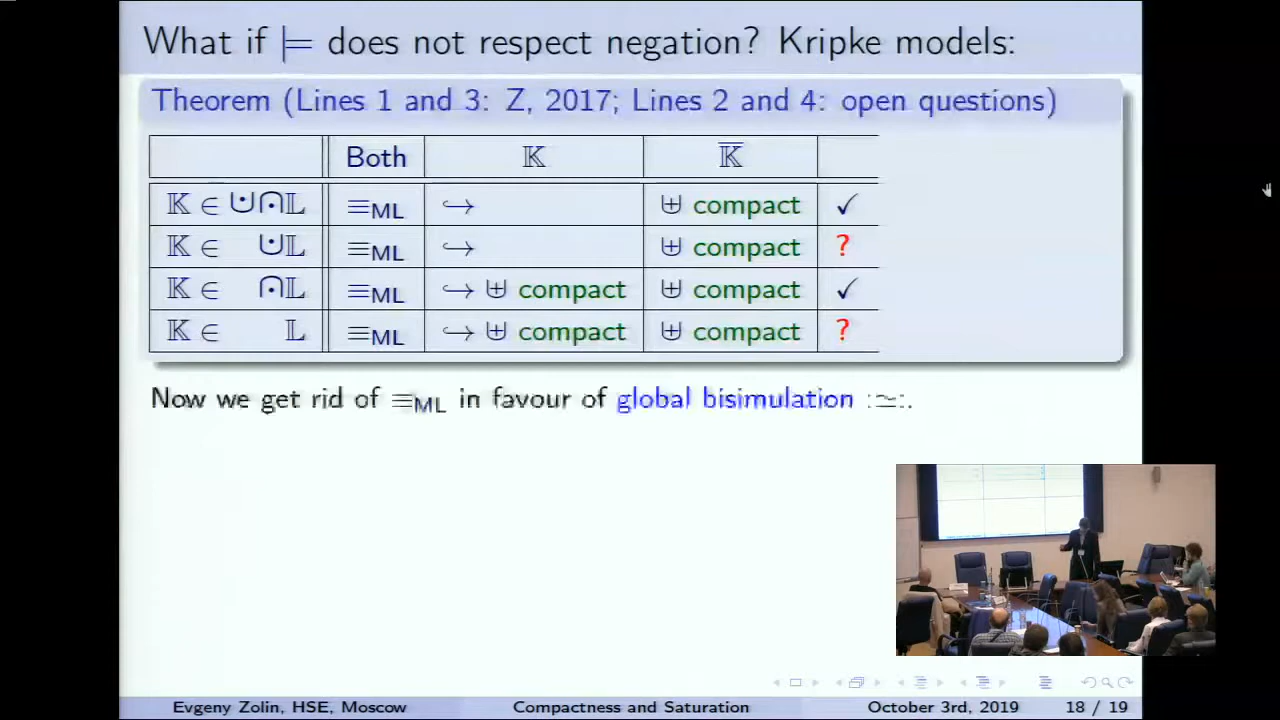 What if |= does not respect negation? Kripke models:
Theorem (Lines 1 and 3: Z, 2017; Lines 2 and 4: open questions)
Both 𝕂 𝕂̅
𝕂 ∈ ⨃⩀𝕃 ≡ML ↪ ⊎ compact ✓
𝕂 ∈ ⨃𝕃 ≡ML ↪ ⊎ compact ?
𝕂 ∈ ⩀𝕃 ≡ML ↪ ⊎ compact ⊎ compact ✓
𝕂 ∈ 𝕃 ≡ML ↪ ⊎ compact ⊎ compact ?
Now we get rid of ≡ML in favour of global bisimulation :≃:.
Evgeny Zolin, HSE, Moscow Compactness and Saturation October 3rd, 2019 18 / 19